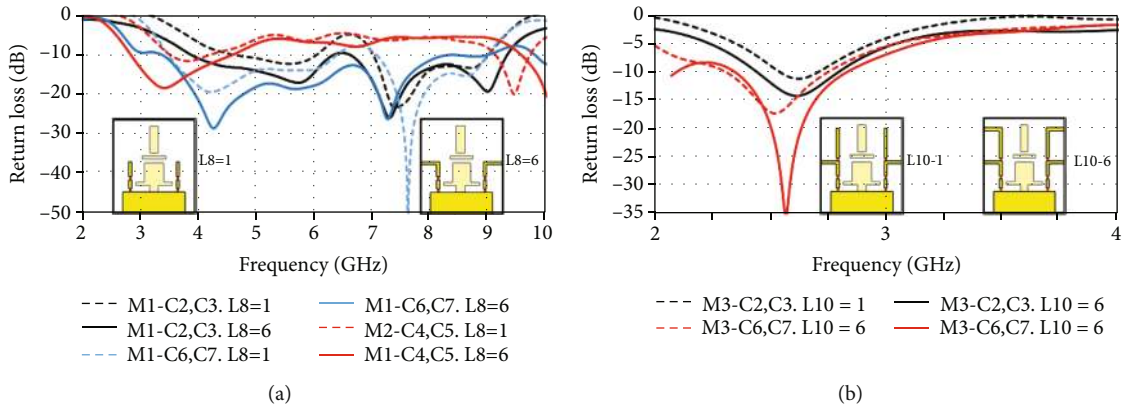 Return loss (dB)
0
−10
−20
−30
−40
−50
L8=1
L8=6
2 3 4 5 6 7 8 9 10
Frequency (GHz)
M1-C2,C3. L8=1
M1-C2,C3. L8=6
M1-C6,C7. L8=1
M1-C6,C7. L8=6
M2-C4,C5. L8=1
M1-C4,C5. L8=6
(a)
Return loss (dB)
0
−5
−10
−15
−20
−25
−30
−35
L10-1
L10-6
2 3 4
Frequency (GHz)
M3-C2,C3. L10 = 1
M3-C6,C7. L10 = 6
M3-C2,C3. L10 = 6
M3-C6,C7. L10 = 6
(b)